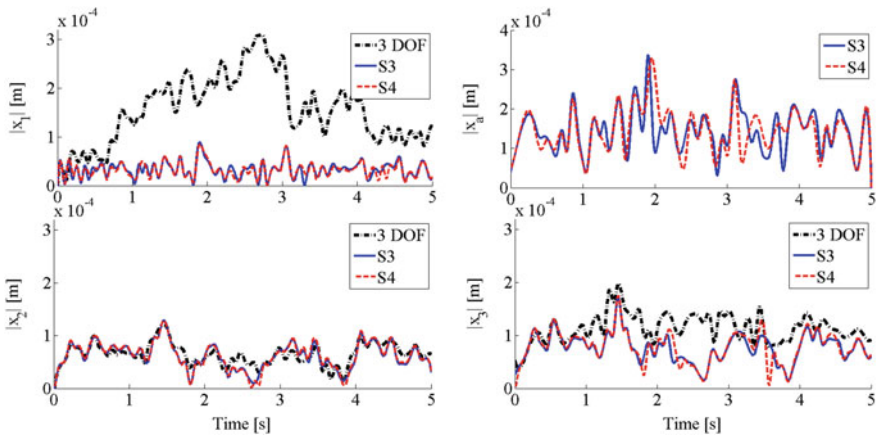 x 10⁻⁴
3
2
1
0
|x₁| [m]
3 DOF
S3
S4
0 1 2 3 4 5
x 10⁻⁴
4
3
2
1
0
|xₐ| [m]
S3
S4
0 1 2 3 4 5
x 10⁻⁴
3
2
1
0
|x₂| [m]
3 DOF
S3
S4
0 1 2 3 4 5
Time [s]
x 10⁻⁴
3
2
1
0
|x₃| [m]
3 DOF
S3
S4
0 1 2 3 4 5
Time [s]